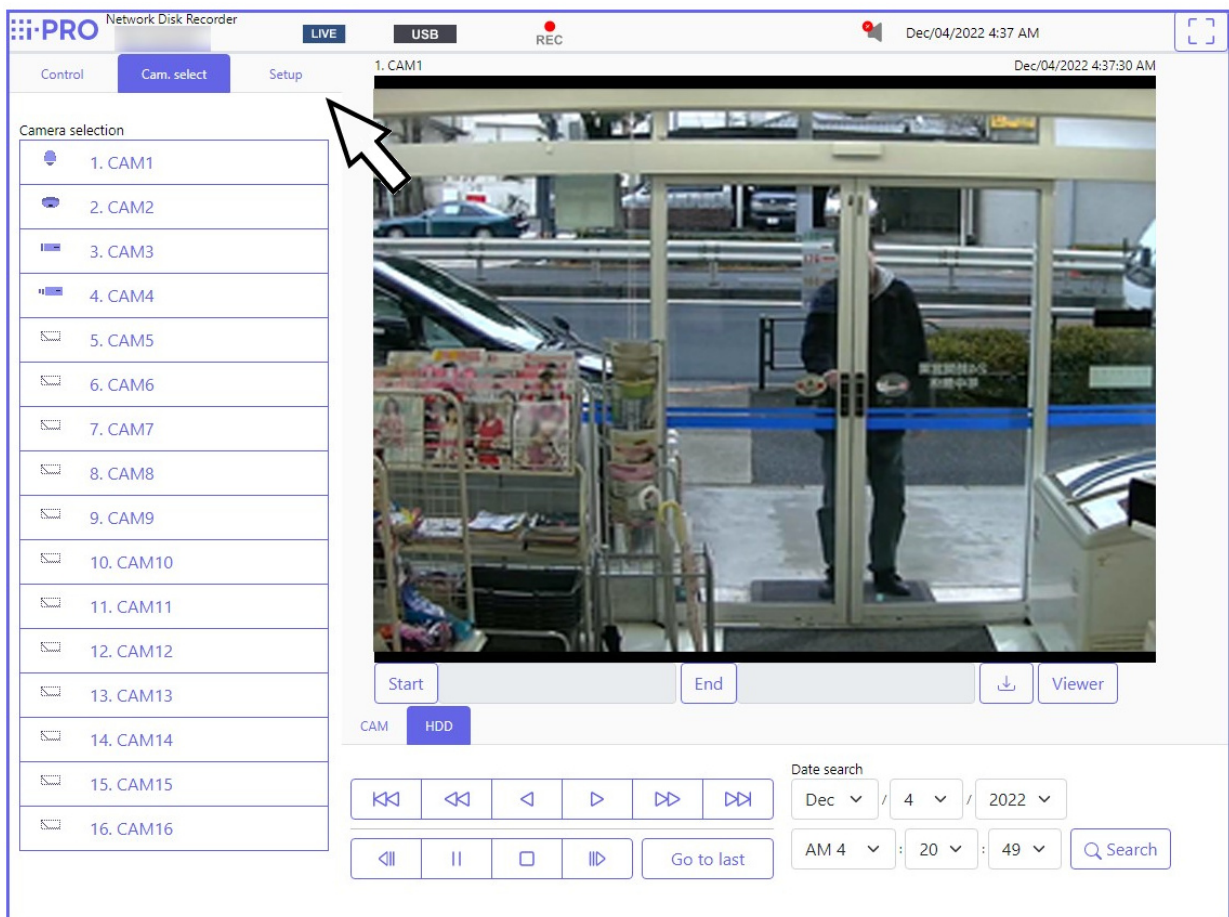 i-PRO
Network Disk Recorder
LIVE
USB
REC
Dec/04/2022 4:37 AM
Control
Cam. select
Setup
1. CAM1
Dec/04/2022 4:37:30 AM
Camera selection
1. CAM1
2. CAM2
3. CAM3
4. CAM4
5. CAM5
6. CAM6
7. CAM7
8. CAM8
9. CAM9
10. CAM10
11. CAM11
12. CAM12
13. CAM13
14. CAM14
15. CAM15
16. CAM16
Start
End
Viewer
CAM
HDD
Date search
Dec / 4 / 2022
Go to last
AM 4 : 20 : 49
Search